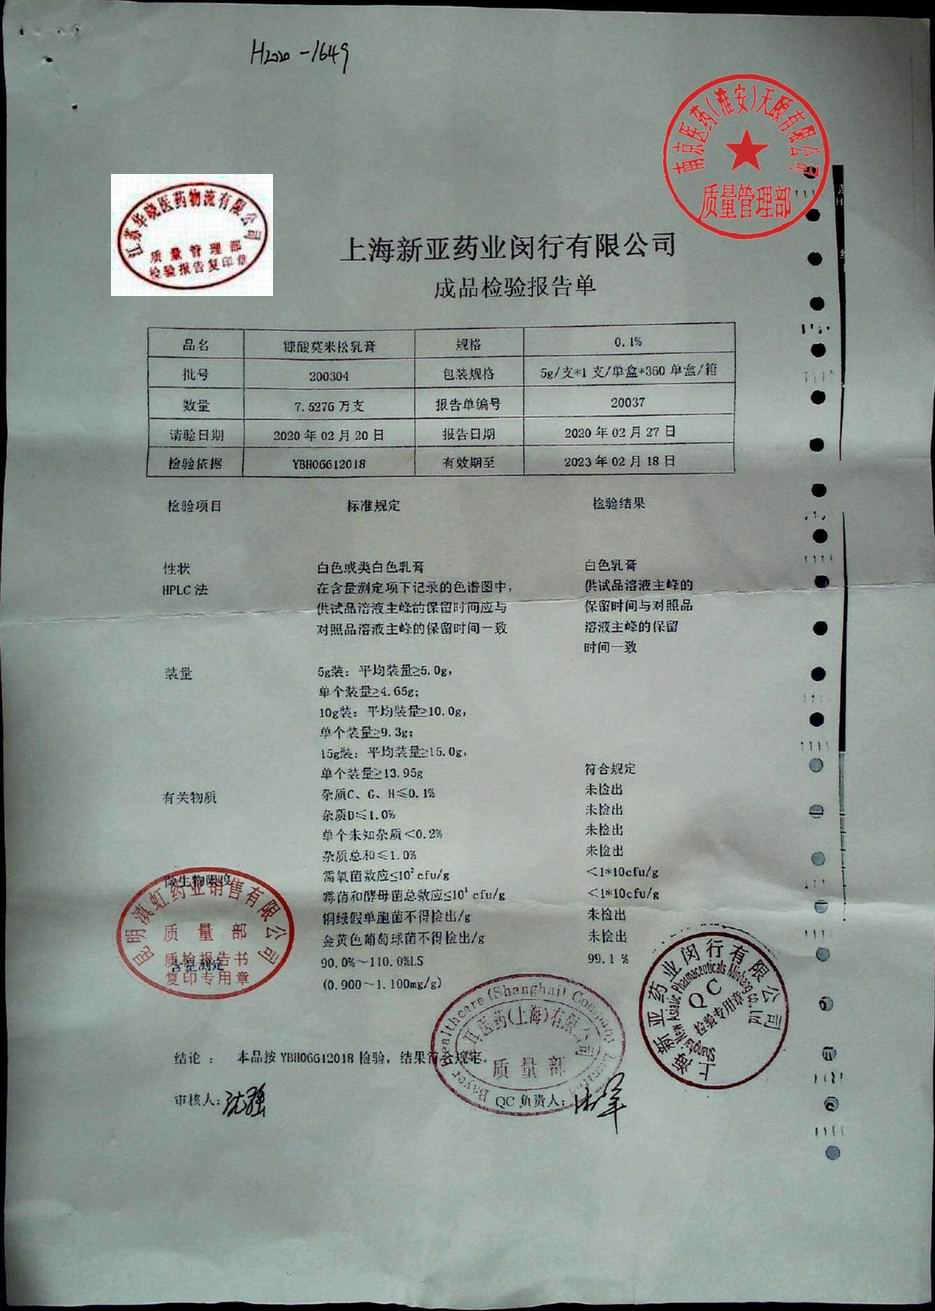 H2020-1649
南京医药(淮安)天颐有限公司
质量管理部
江苏华晓医药物流有限公司
质量管理部
检验报告复印章
上海新亚药业闵行有限公司
成品检验报告单
品名 糠酸莫米松乳膏 规格 0.1%
批号 200304 包装规格 5g/支*1支/单盒*360单盒/箱
数量 7.5276万支 报告单编号 20037
请验日期 2020年02月20日 报告日期 2020年02月27日
检验依据 YBH06612018 有效期至 2023年02月18日
检验项目 标准规定 检验结果
性状 白色或类白色乳膏 白色乳膏
HPLC法 在含量测定项下记录的色谱图中, 供试品溶液主峰的
供试品溶液主峰的保留时间应与 保留时间与对照品
对照品溶液主峰的保留时间一致 溶液主峰的保留
时间一致
装量 5g装：平均装量≥5.0g,
单个装量≥4.65g;
10g装：平均装量≥10.0g,
单个装量≥9.3g;
15g装：平均装量≥15.0g,
单个装量≥13.95g 符合规定
有关物质 杂质C、G、H≤0.1% 未检出
杂质D≤1.0% 未检出
单个未知杂质<0.2% 未检出
杂质总和≤1.0% 未检出
微生物限度 需氧菌数应≤10² cfu/g <1*10cfu/g
霉菌和酵母菌总数应≤10¹ cfu/g <1*10cfu/g
铜绿假单胞菌不得检出/g 未检出
金黄色葡萄球菌不得检出/g 未检出
含量测定 90.0%~110.0%LS 99.1%
(0.900~1.100mg/g)
昆明滇虹药业销售有限公司
质量部
质检报告书
复印专用章
Bayer Healthcare (Shanghai) Company Limited
拜耳医药(上海)有限公司
质量部
上海新亚药业闵行有限公司
Shanghai New Asiatic Pharmaceuticals Minhang Co.,Ltd
QC
检验专用章
结论： 本品按YBH06612018检验，结果符合规定。
审核人：沈强 QC负责人：